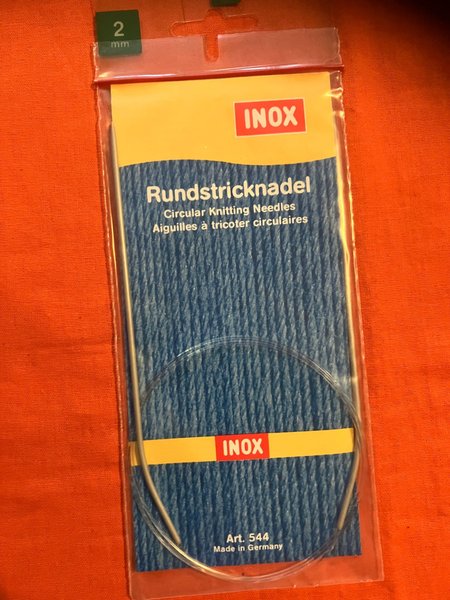 2
mm
INOX
Rundstricknadel
Circular Knitting Needles
Aiguilles à tricoter circulaires
INOX
Art. 544
Made in Germany